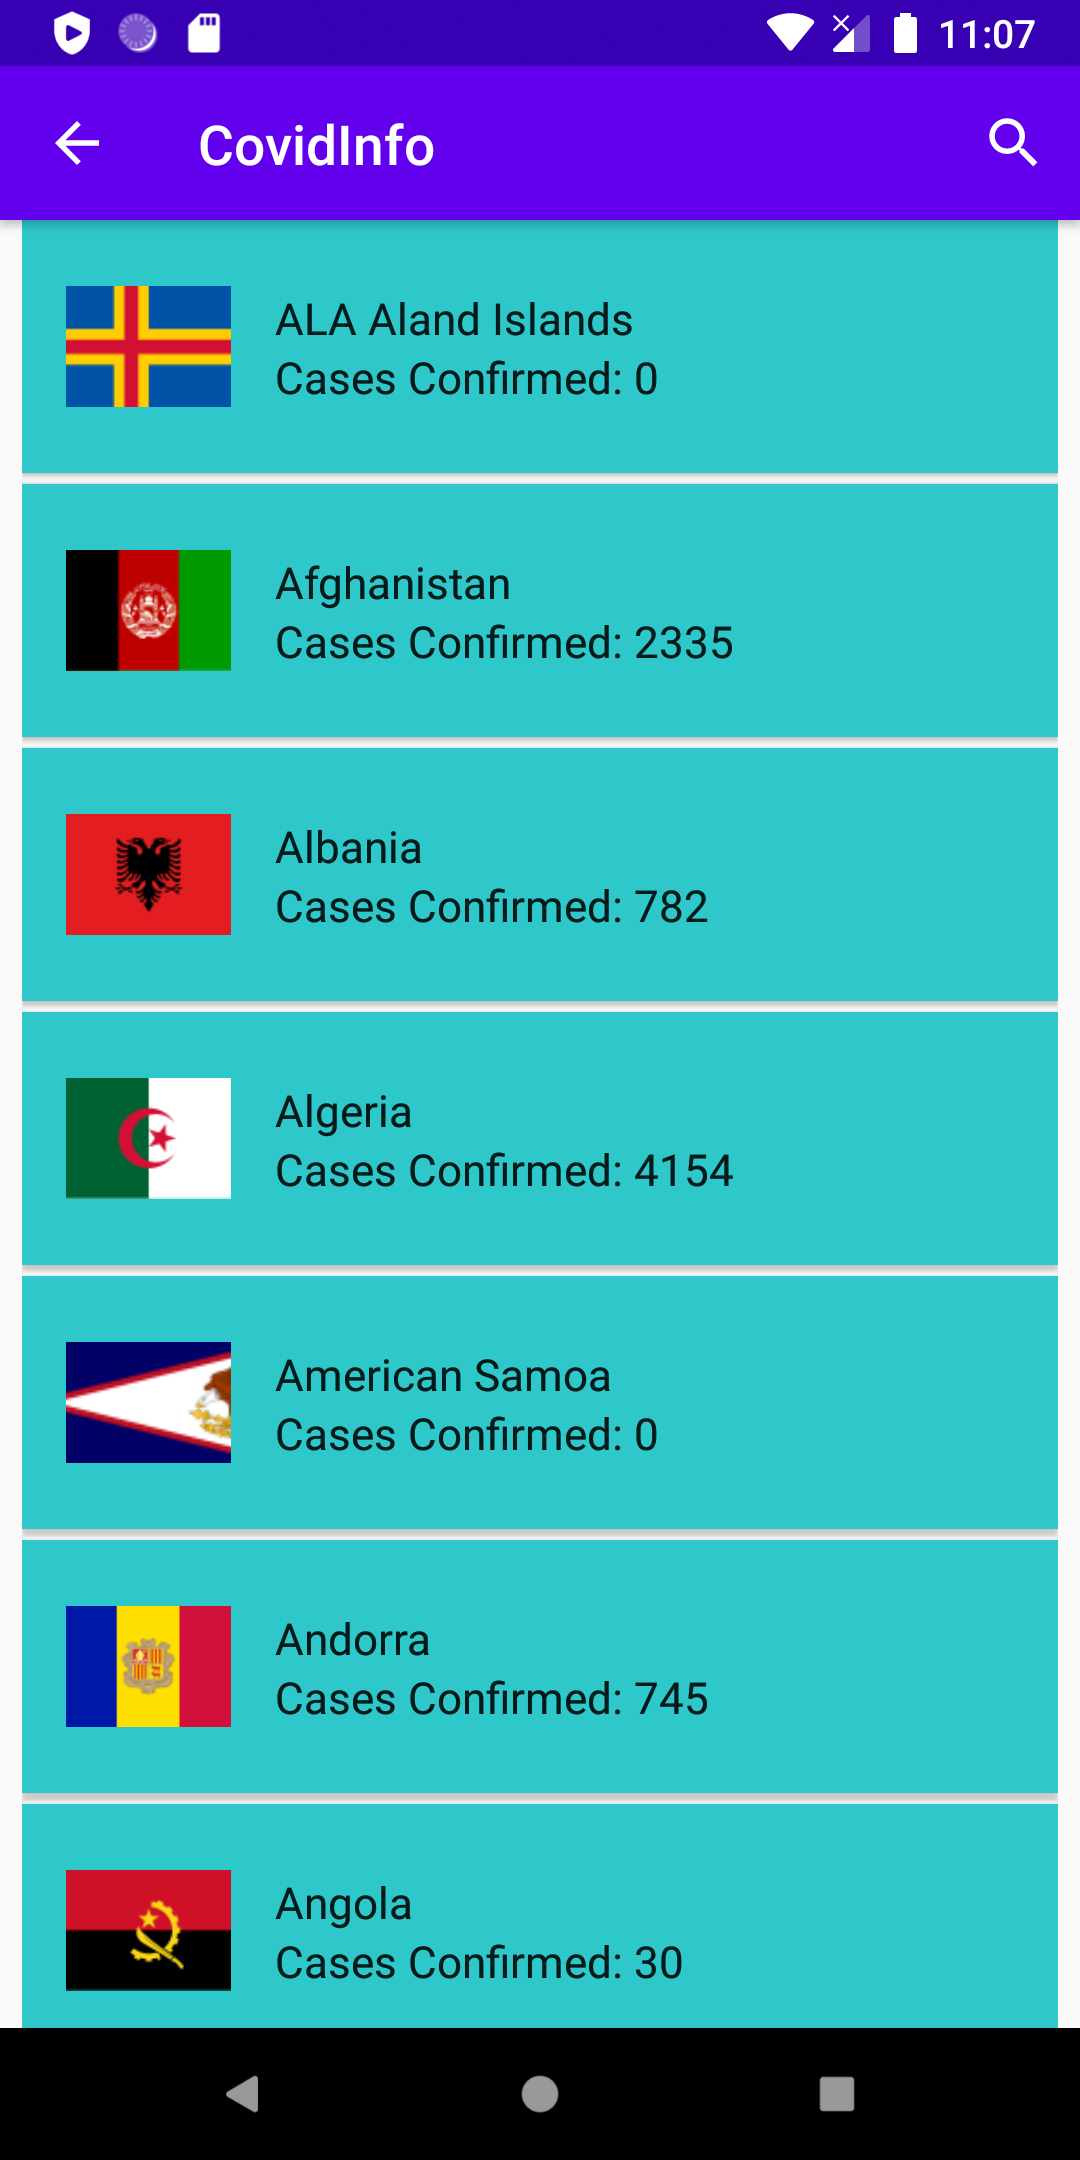 11:07
CovidInfo
ALA Aland Islands
Cases Confirmed: 0
Afghanistan
Cases Confirmed: 2335
Albania
Cases Confirmed: 782
Algeria
Cases Confirmed: 4154
American Samoa
Cases Confirmed: 0
Andorra
Cases Confirmed: 745
Angola
Cases Confirmed: 30